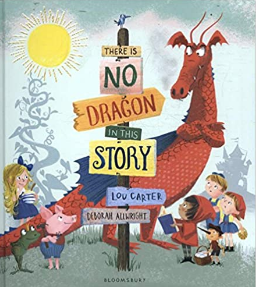 THERE IS
NO
DRAGON
IN THIS
STORY
LOU CARTER
DEBORAH ALLWRIGHT
BLOOMSBURY